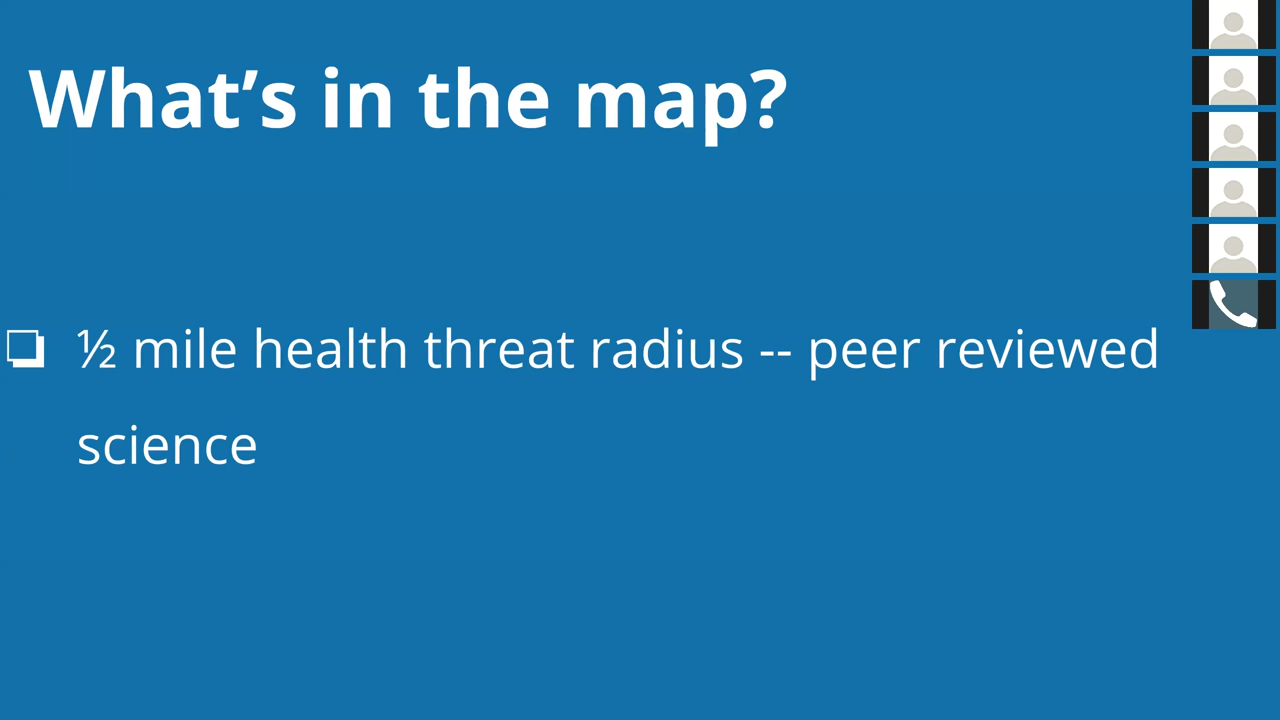 What’s in the map?
❏ ½ mile health threat radius -- peer reviewed
science